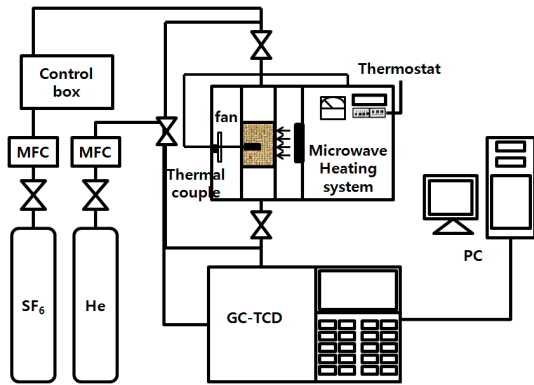 Control
box
Thermostat
MFC
MFC
fan
Thermal
couple
Microwave
Heating
system
PC
SF₆
He
GC-TCD